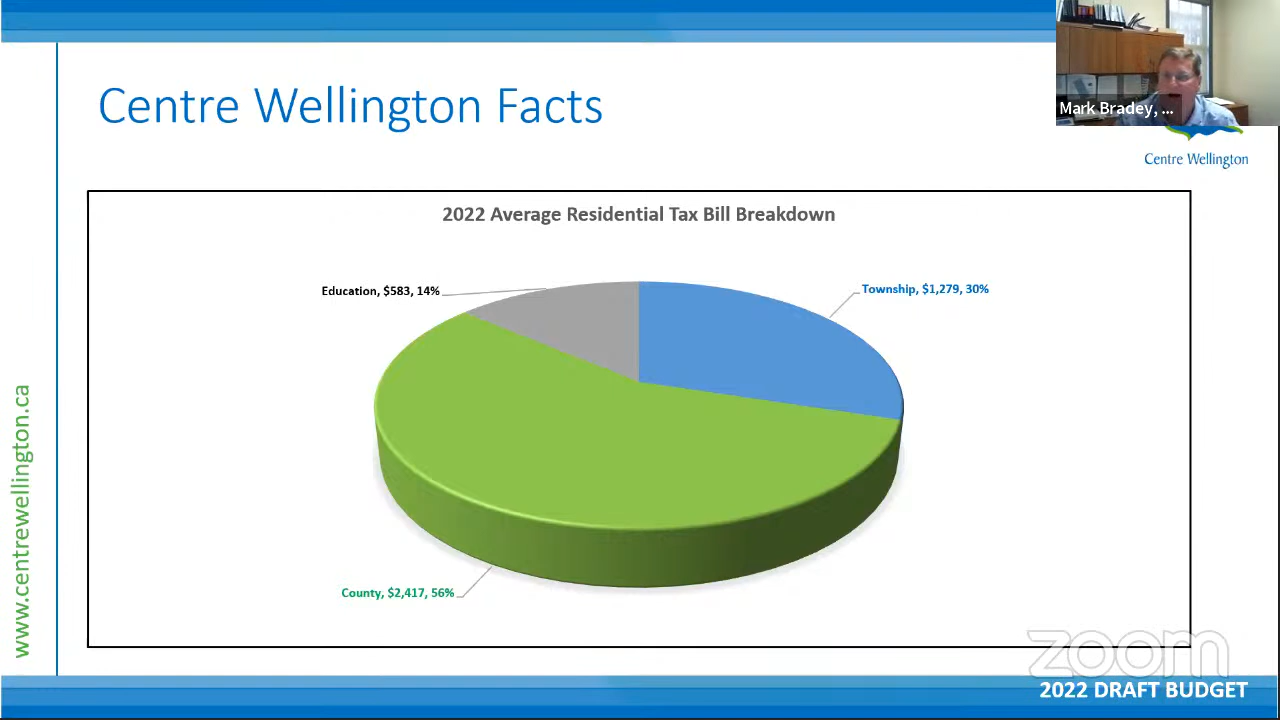 Mark Bradey, ...
Centre Wellington Facts
Centre Wellington
2022 Average Residential Tax Bill Breakdown
Education, $583, 14%
Township, $1,279, 30%
County, $2,417, 56%
www.centrewellington.ca
zoom
2022 DRAFT BUDGET